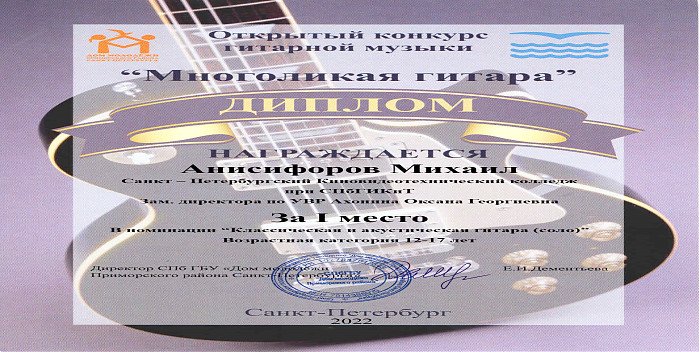 Открытый конкурс
гитарной музыки
“Многоликая гитара”
ДИПЛОМ
НАГРАЖДАЕТСЯ
Анисифоров Михаил
Санкт – Петербургский Киновидеотехнический колледж
при СПбГИКиТ
Зам. директора по УВР Оксана Георгиевна
За I место
В номинации “Классическая и акустическая гитара (соло)”
Возрастная категория 12-17 лет
Директор СПб ГБУ «Дом молодёжи
Приморского района Санкт-Петербурга
Е.И.Дементьева
Санкт-Петербург
2022